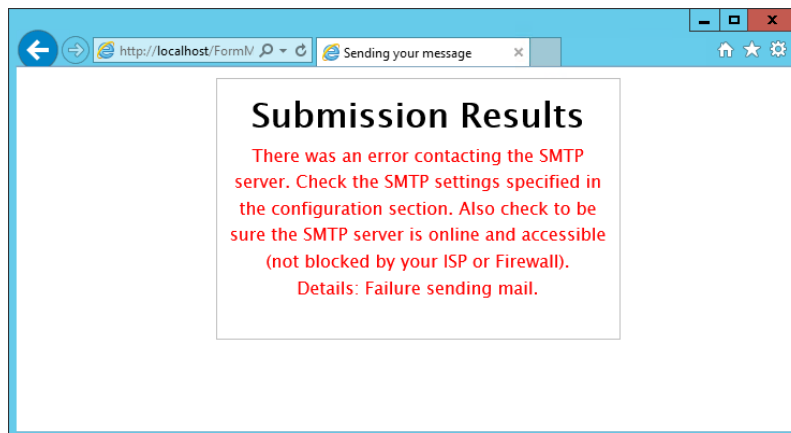 http://localhost/FormM
Sending your message
Submission Results
There was an error contacting the SMTP
server. Check the SMTP settings specified in
the configuration section. Also check to be
sure the SMTP server is online and accessible
(not blocked by your ISP or Firewall).
Details: Failure sending mail.